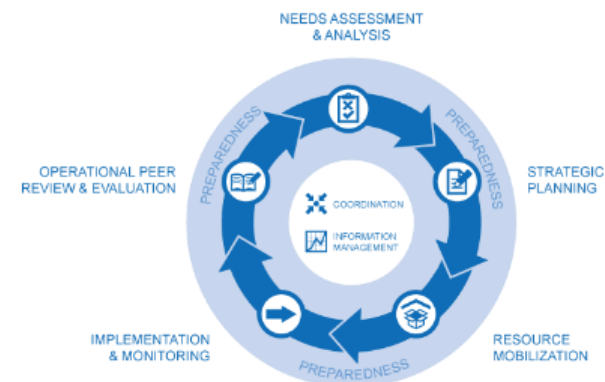 NEEDS ASSESSMENT
& ANALYSIS
PREPAREDNESS
PREPAREDNESS
OPERATIONAL PEER
REVIEW & EVALUATION
STRATEGIC
PLANNING
COORDINATION
INFORMATION
MANAGEMENT
IMPLEMENTATION
& MONITORING
RESOURCE
MOBILIZATION
PREPAREDNESS